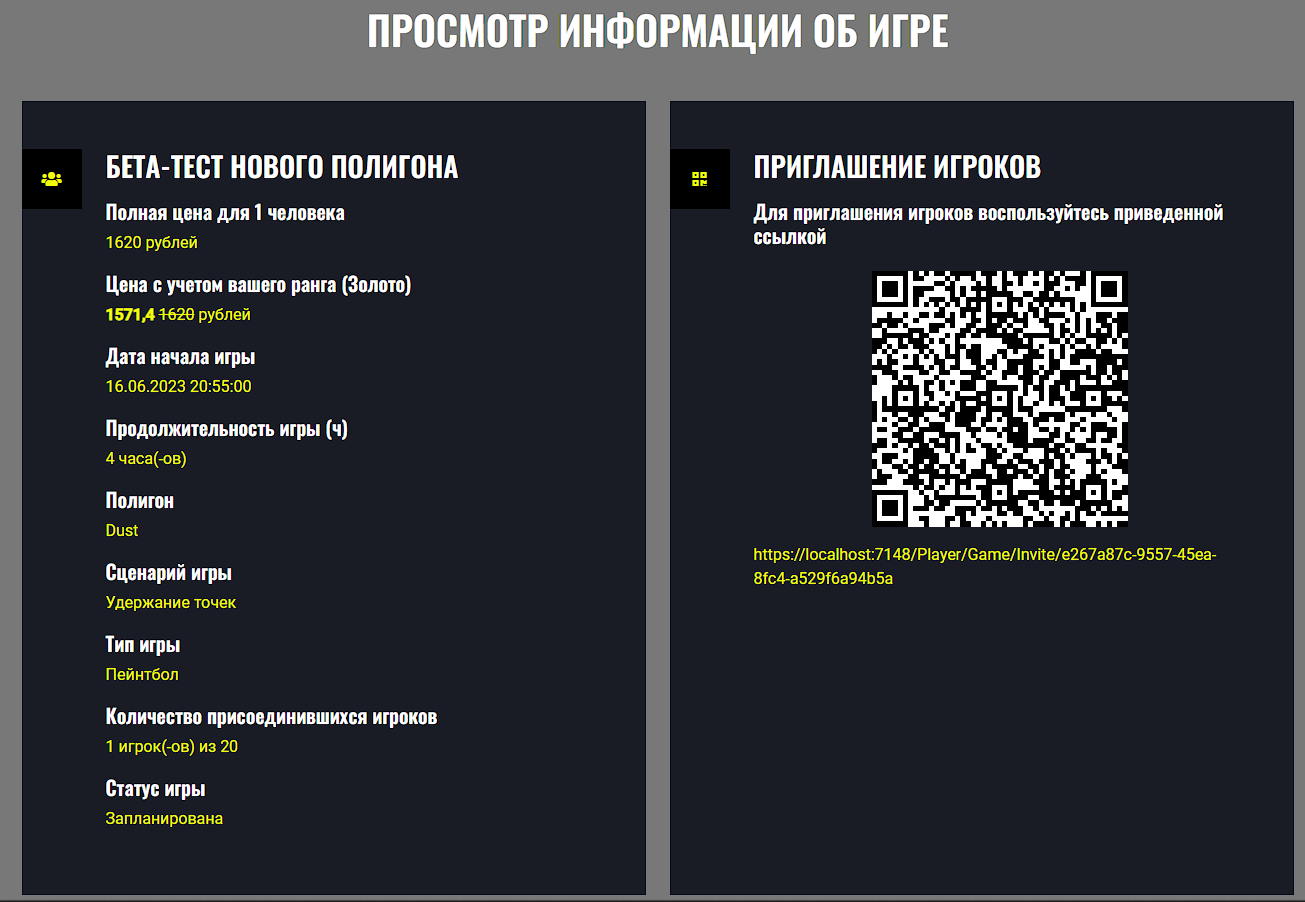 ПРОСМОТР ИНФОРМАЦИИ ОБ ИГРЕ
БЕТА-ТЕСТ НОВОГО ПОЛИГОНА
Полная цена для 1 человека
1620 рублей
Цена с учетом вашего ранга (Золото)
1571,4 1620 рублей
Дата начала игры
16.06.2023 20:55:00
Продолжительность игры (ч)
4 часа(-ов)
Полигон
Dust
Сценарий игры
Удержание точек
Тип игры
Пейнтбол
Количество присоединившихся игроков
1 игрок(-ов) из 20
Статус игры
Запланирована
ПРИГЛАШЕНИЕ ИГРОКОВ
Для приглашения игроков воспользуйтесь приведенной
ссылкой
https://localhost:7148/Player/Game/Invite/e267a87c-9557-45ea-
8fc4-a529f6a94b5a